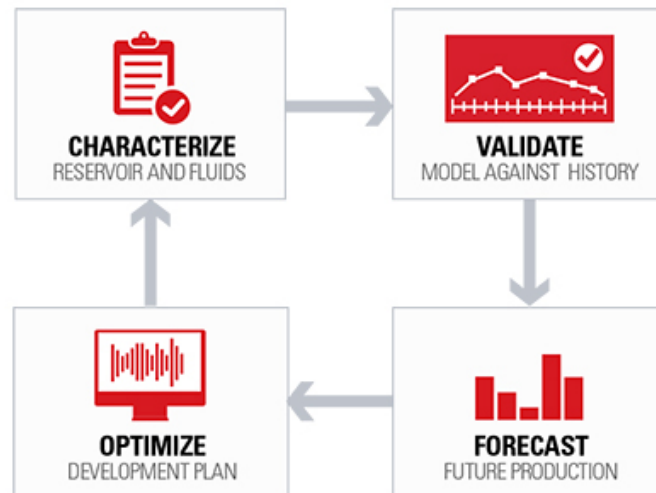 CHARACTERIZE
RESERVOIR AND FLUIDS
VALIDATE
MODEL AGAINST HISTORY
OPTIMIZE
DEVELOPMENT PLAN
FORECAST
FUTURE PRODUCTION